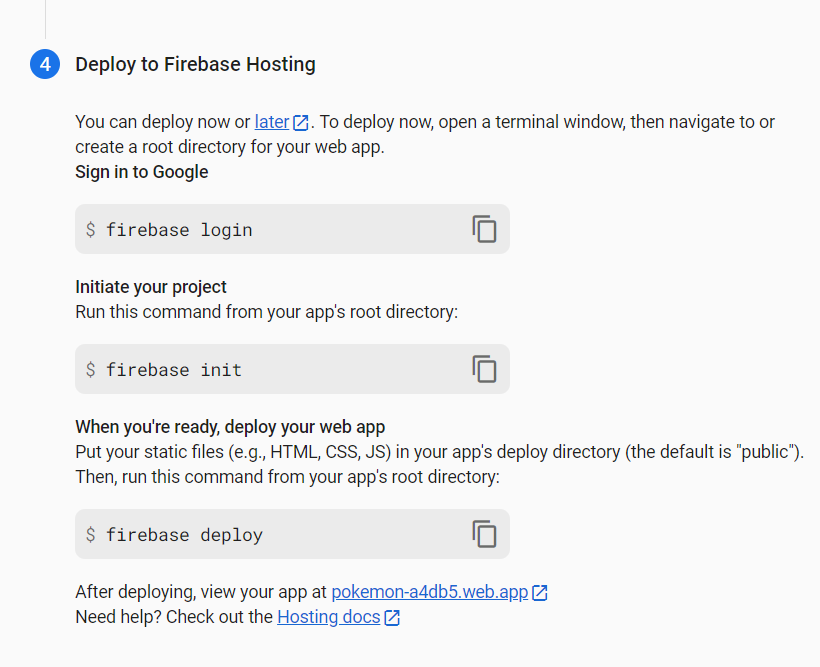 4 Deploy to Firebase Hosting
You can deploy now or later. To deploy now, open a terminal window, then navigate to or
create a root directory for your web app.
Sign in to Google
$ firebase login
Initiate your project
Run this command from your app's root directory:
$ firebase init
When you're ready, deploy your web app
Put your static files (e.g., HTML, CSS, JS) in your app's deploy directory (the default is "public").
Then, run this command from your app's root directory:
$ firebase deploy
After deploying, view your app at pokemon-a4db5.web.app
Need help? Check out the Hosting docs